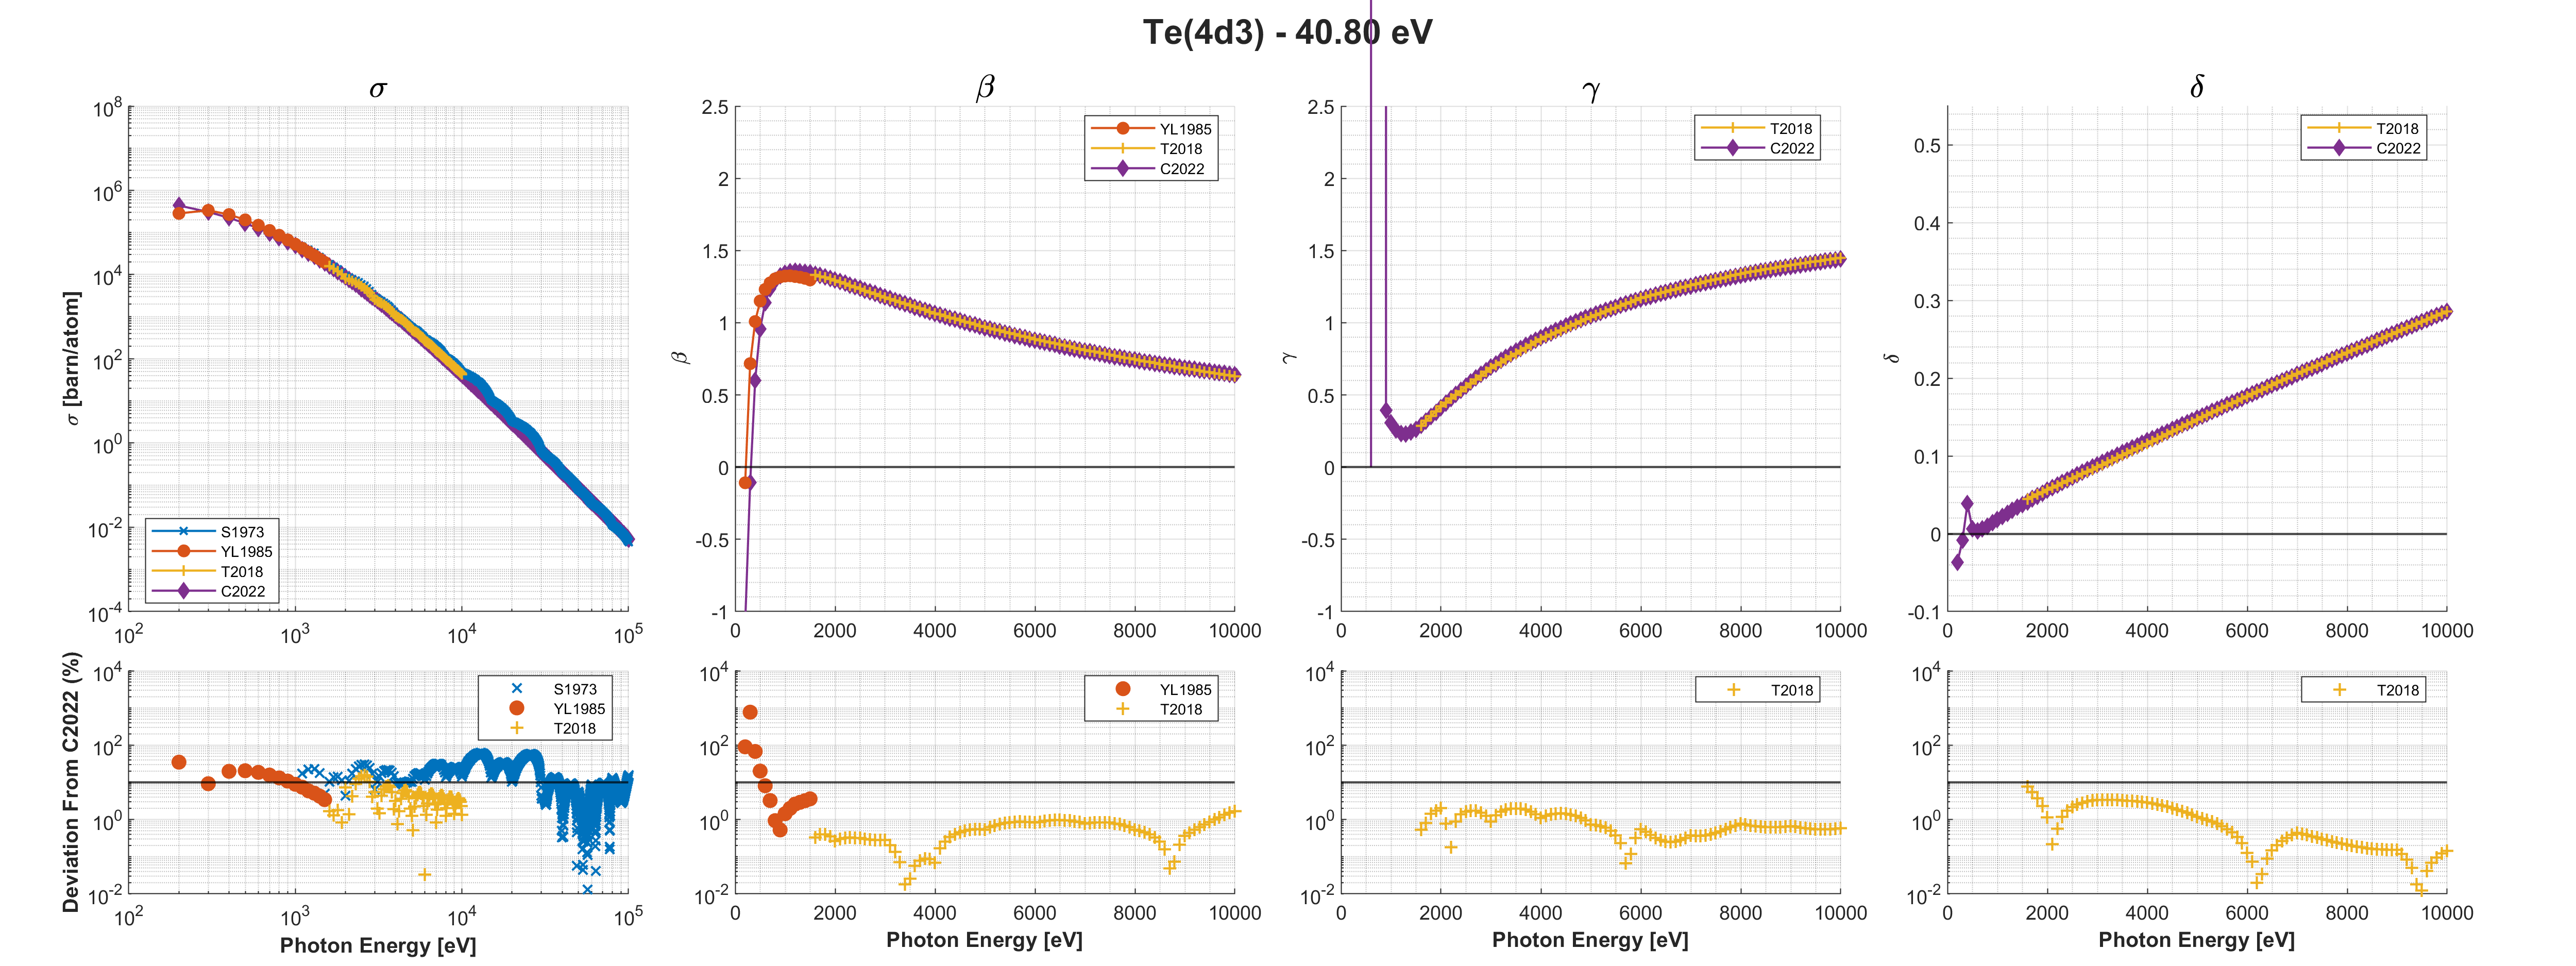 Te(4d3) - 40.80 eV
σ
β
γ
δ
σ [barn/atom]
10^8
10^6
10^4
10^2
10^0
10^-2
10^-4
10^2
10^3
10^4
10^5
S1973
YL1985
T2018
C2022
β
2.5
2
1.5
1
0.5
0
-0.5
-1
0
2000
4000
6000
8000
10000
YL1985
T2018
C2022
γ
2.5
2
1.5
1
0.5
0
-0.5
-1
0
2000
4000
6000
8000
10000
T2018
C2022
δ
0.5
0.4
0.3
0.2
0.1
0
-0.1
0
2000
4000
6000
8000
10000
T2018
C2022
Deviation From C2022 (%)
10^4
10^2
10^0
10^-2
10^2
10^3
10^4
10^5
Photon Energy [eV]
S1973
YL1985
T2018
10^4
10^2
10^0
10^-2
0
2000
4000
6000
8000
10000
Photon Energy [eV]
YL1985
T2018
10^4
10^2
10^0
10^-2
0
2000
4000
6000
8000
10000
Photon Energy [eV]
T2018
10^4
10^2
10^0
10^-2
0
2000
4000
6000
8000
10000
Photon Energy [eV]
T2018